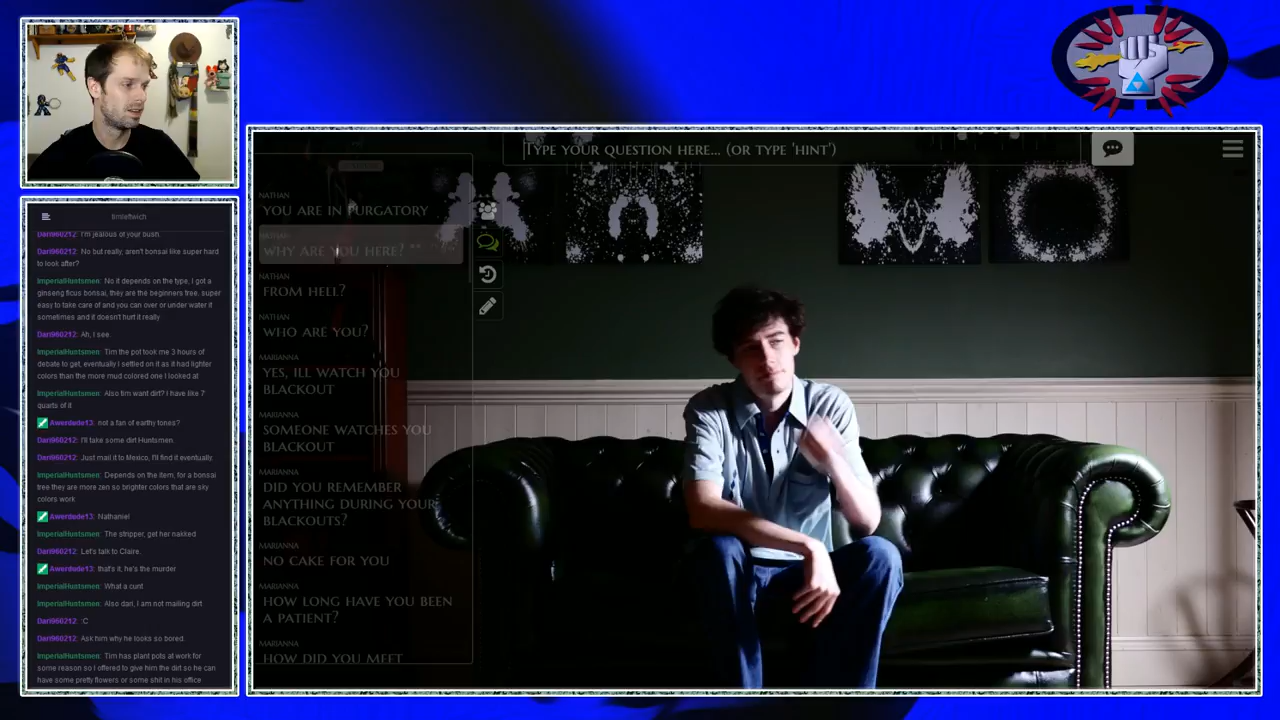 timleftwich
Dari960212: I'm jealous of your bush.
Dari960212: No but really, aren't bonsai like super hard
to look after?
ImperialHuntsmen: No it depends on the type, I got a
ginseng ficus bonsai, they are the beginners tree, super
easy to take care of and you can over or under water it
sometimes and it doesn't hurt it really
Dari960212: Ah, I see.
ImperialHuntsmen: Tim the pot took me 3 hours of
debate to get, eventually I settled on it as it had lighter
colors than the more mud colored one I looked at
ImperialHuntsmen: Also tim want dirt? i have like 7
quarts of it
Awerdude13: not a fan of earthy tones?
Dari960212: I'll take some dirt Huntsmen.
Dari960212: Just mail it to Mexico, I'll find it eventually.
ImperialHuntsmen: Depends on the item, for a bonsai
tree they are more zen so brighter colors that are sky
colors work
Awerdude13: Nathaniel
ImperialHuntsmen: The stripper, get her nakked
Dari960212: Let's talk to Claire.
Awerdude13: that's it, he's the murder
ImperialHuntsmen: What a cunt
ImperialHuntsmen: Also dari, I am not mailing dirt
Dari960212: :C
Dari960212: Ask him why he looks so bored.
ImperialHuntsmen: Tim has plant pots at work for
some reason so I offered to give him the dirt so he can
have some pretty flowers or some shit in his office
TYPE YOUR QUESTION HERE... (OR TYPE 'HINT')
NATHAN
YOU ARE IN PURGATORY
NATHAN
WHY ARE YOU HERE?
NATHAN
FROM HELL?
NATHAN
WHO ARE YOU?
MARIANNA
YES, ILL WATCH YOU
BLACKOUT
MARIANNA
SOMEONE WATCHES YOU
BLACKOUT
MARIANNA
DID YOU REMEMBER
ANYTHING DURING YOUR
BLACKOUTS?
MARIANNA
NO CAKE FOR YOU
MARIANNA
HOW LONG HAVE YOU BEEN
A PATIENT?
MARIANNA
HOW DID YOU MEET